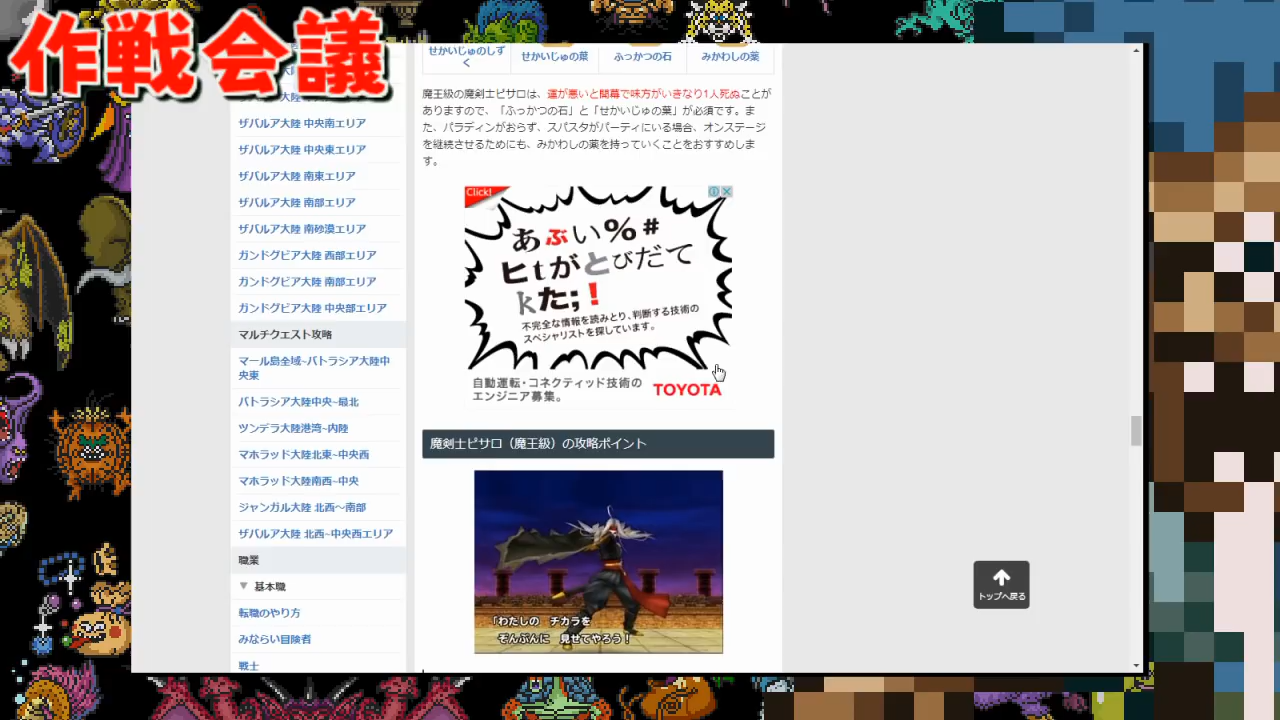 作戦会議
ザバルア大陸 中央南エリア
ザバルア大陸 中央東エリア
ザバルア大陸 南東エリア
ザバルア大陸 南部エリア
ザバルア大陸 南砂漠エリア
ガンドグビア大陸 西部エリア
ガンドグビア大陸 南部エリア
ガンドグビア大陸 中央部エリア
マルチクエスト攻略
マール島全域~パトラシア大陸中
央東
パトラシア大陸中央~最北
ツンデラ大陸港湾~内陸
マホラッド大陸北東~中央西
マホラッド大陸南西~中央
ジャンガル大陸 北西〜南部
ザバルア大陸 北西~中央西エリア
職業
▼ 基本職
転職のやり方
みならい冒険者
戦士
せかいじゅのしず
く
せかいじゅの葉
ふっかつの石
みかわしの薬
魔王級の魔剣士ピサロは、運が悪いと開幕で味方がいきなり1人死ぬことが
ありますので、「ふっかつの石」と「せかいじゅの葉」が必須です。ま
た、パラディンがおらず、スパスタがパーティにいる場合、オンステージ
を継続させるためにも、みかわしの薬を持っていくことをおすすめしま
す。
Click!
あぶい%#
ヒtがとびだて
kた;!
不完全な情報を読みとり、判断する技術の
スペシャリストを探しています。
自動運転・コネクティッド技術の
エンジニア募集。
TOYOTA
魔剣士ピサロ（魔王級）の攻略ポイント
「わたしの チカラを
ぞんぶんに 見せてやろう！
トップへ戻る